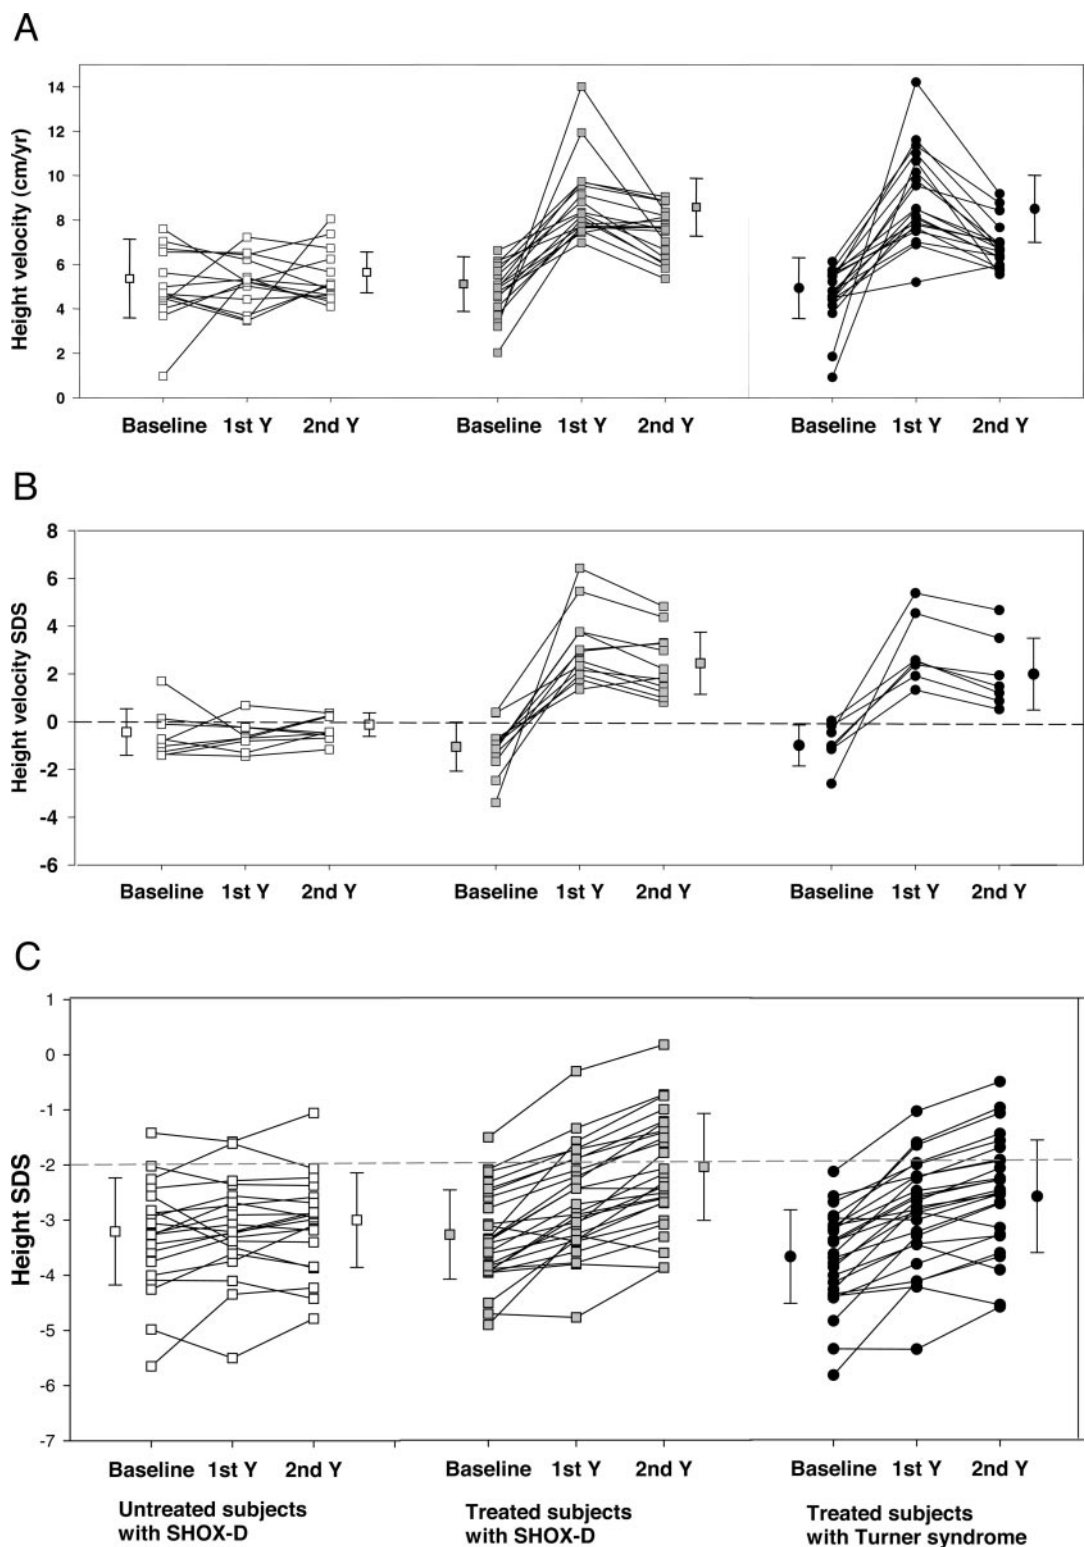 A
Height velocity (cm/yr)
14
12
10
8
6
4
2
0
Baseline 1st Y 2nd Y Baseline 1st Y 2nd Y Baseline 1st Y 2nd Y
B
Height velocity SDS
8
6
4
2
0
-2
-4
-6
Baseline 1st Y 2nd Y Baseline 1st Y 2nd Y Baseline 1st Y 2nd Y
C
Height SDS
1
0
-1
-2
-3
-4
-5
-6
-7
Baseline 1st Y 2nd Y Baseline 1st Y 2nd Y Baseline 1st Y 2nd Y
Untreated subjects
with SHOX-D
Treated subjects
with SHOX-D
Treated subjects
with Turner syndrome